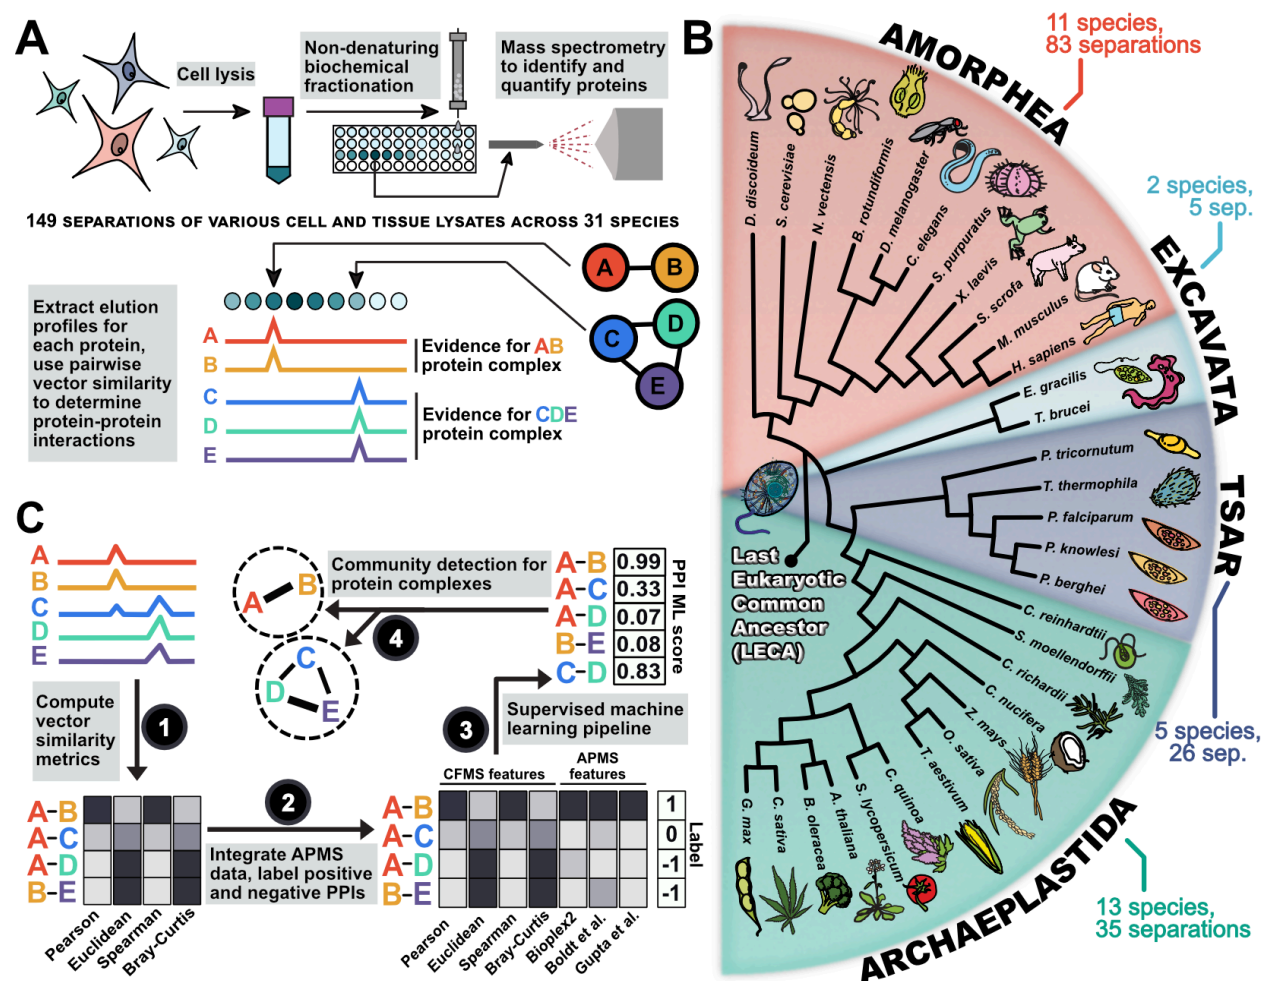 A
Cell lysis
Non-denaturing
biochemical
fractionation
Mass spectrometry
to identify and
quantify proteins
149 SEPARATIONS OF VARIOUS CELL AND TISSUE LYSATES ACROSS 31 SPECIES
Extract elution
profiles for
each protein,
use pairwise
vector similarity
to determine
protein-protein
interactions
A
B
C
D
E
Evidence for AB
protein complex
Evidence for CDE
protein complex
A
B
C
D
E
B
AMORPHEA
11 species,
83 separations
EXCAVATA
2 species,
5 sep.
TSAR
5 species,
26 sep.
ARCHAEPLASTIDA
13 species,
35 separations
D. discoideum
S. cerevisiae
N. vectensis
B. rotundiformis
D. melanogaster
C. elegans
S. purpuratus
X. laevis
S. scrofa
M. musculus
H. sapiens
E. gracilis
T. brucei
P. tricornutum
T. thermophila
P. falciparum
P. knowlesi
P. berghei
C. reinhardtii
S. moellendorffii
C. richardii
C. nucifera
Z. mays
O. sativa
T. aestivum
C. quinoa
S. lycopersicum
A. thaliana
B. oleracea
C. sativa
G. max
Last
Eukaryotic
Common
Ancestor
(LECA)
C
A
B
C
D
E
Compute
vector
similarity
metrics
1
A-B
A-C
A-D
B-E
Pearson
Euclidean
Spearman
Bray-Curtis
2
Integrate APMS
data, label positive
and negative PPIs
CFMS features
APMS
features
A-B
A-C
A-D
B-E
1
0
-1
-1
Label
Pearson
Euclidean
Spearman
Bray-Curtis
Bioplex2
Boldt et al.
Gupta et al.
3
Supervised machine
learning pipeline
A-B 0.99
A-C 0.33
A-D 0.07
B-E 0.08
C-D 0.83
PPI ML score
Community detection for
protein complexes
4
A
B
C
D
E